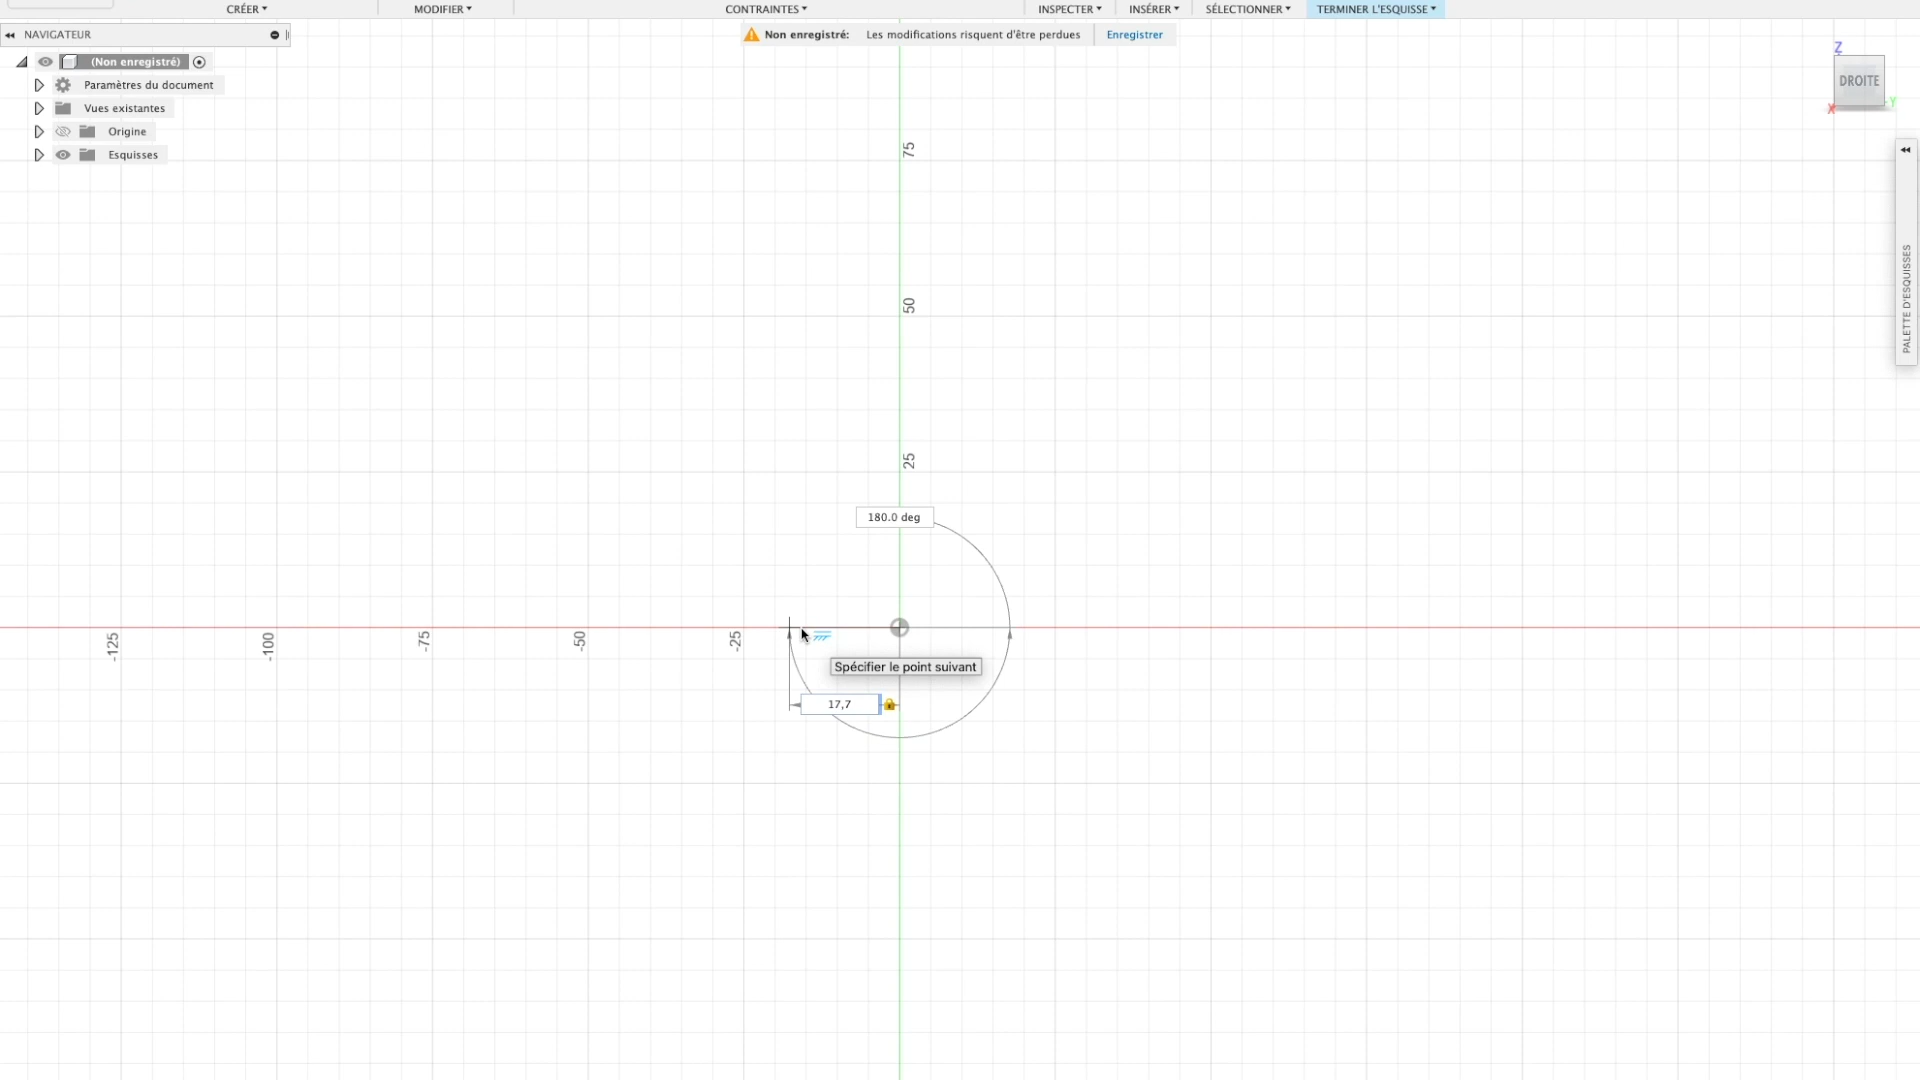 CRÉER
MODIFIER
CONTRAINTES
INSPECTER
INSÉRER
SÉLECTIONNER
TERMINER L'ESQUISSE
NAVIGATEUR
Non enregistré: Les modifications risquent d'être perdues Enregistrer
(Non enregistré)
Paramètres du document
Vues existantes
Origine
Esquisses
Z
DROITE
X
Y
PALETTE D'ESQUISSES
75
50
25
180.0 deg
-125
-100
-75
-50
-25
Spécifier le point suivant
17,7